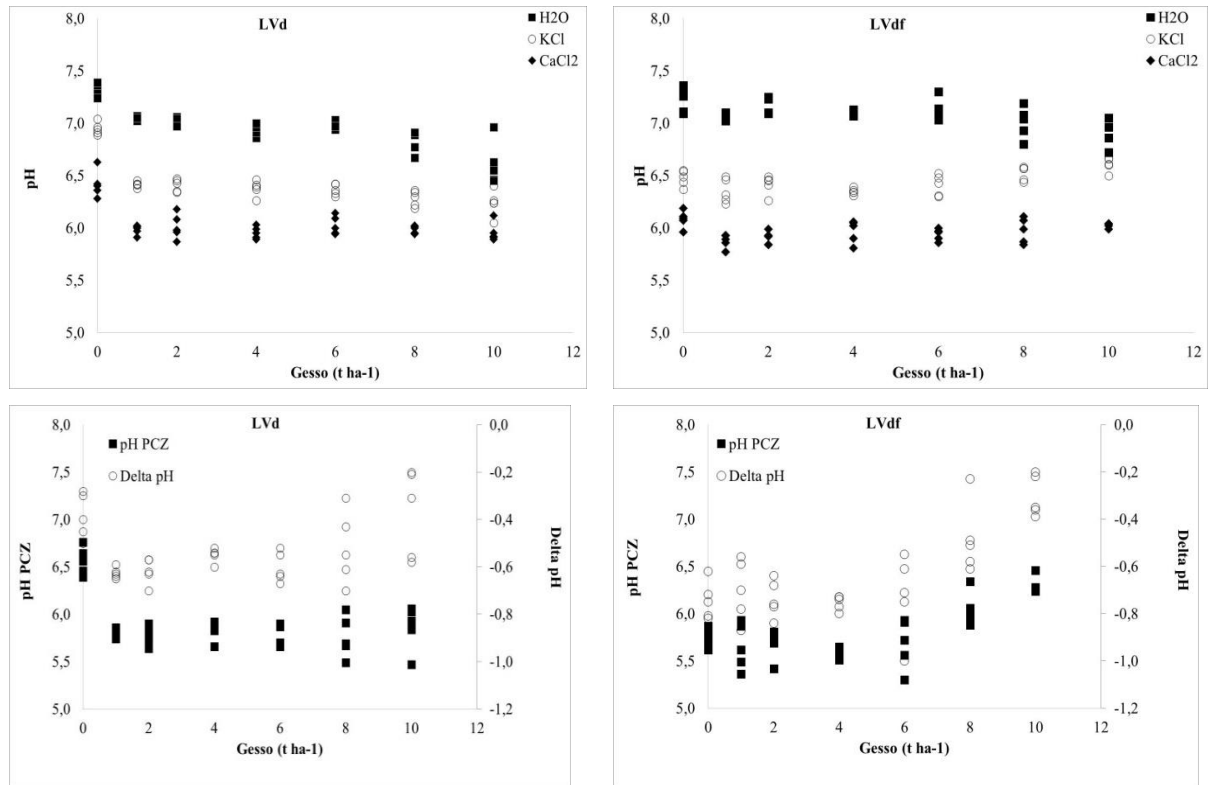 LVd
H2O
KCl
CaCl2
8,0
7,5
7,0
6,5
6,0
5,5
5,0
pH
0 2 4 6 8 10 12
Gesso (t ha-1)
LVdf
H2O
KCl
CaCl2
8,0
7,5
7,0
6,5
6,0
5,5
5,0
pH
0 2 4 6 8 10 12
Gesso (t ha-1)
LVd
pH PCZ
Delta pH
8,0
7,5
7,0
6,5
6,0
5,5
5,0
pH PCZ
0,0
-0,2
-0,4
-0,6
-0,8
-1,0
-1,2
Delta pH
0 2 4 6 8 10 12
Gesso (t ha-1)
LVdf
pH PCZ
Delta pH
8,0
7,5
7,0
6,5
6,0
5,5
5,0
pH PCZ
0,0
-0,2
-0,4
-0,6
-0,8
-1,0
-1,2
Delta pH
0 2 4 6 8 10 12
Gesso (t ha-1)